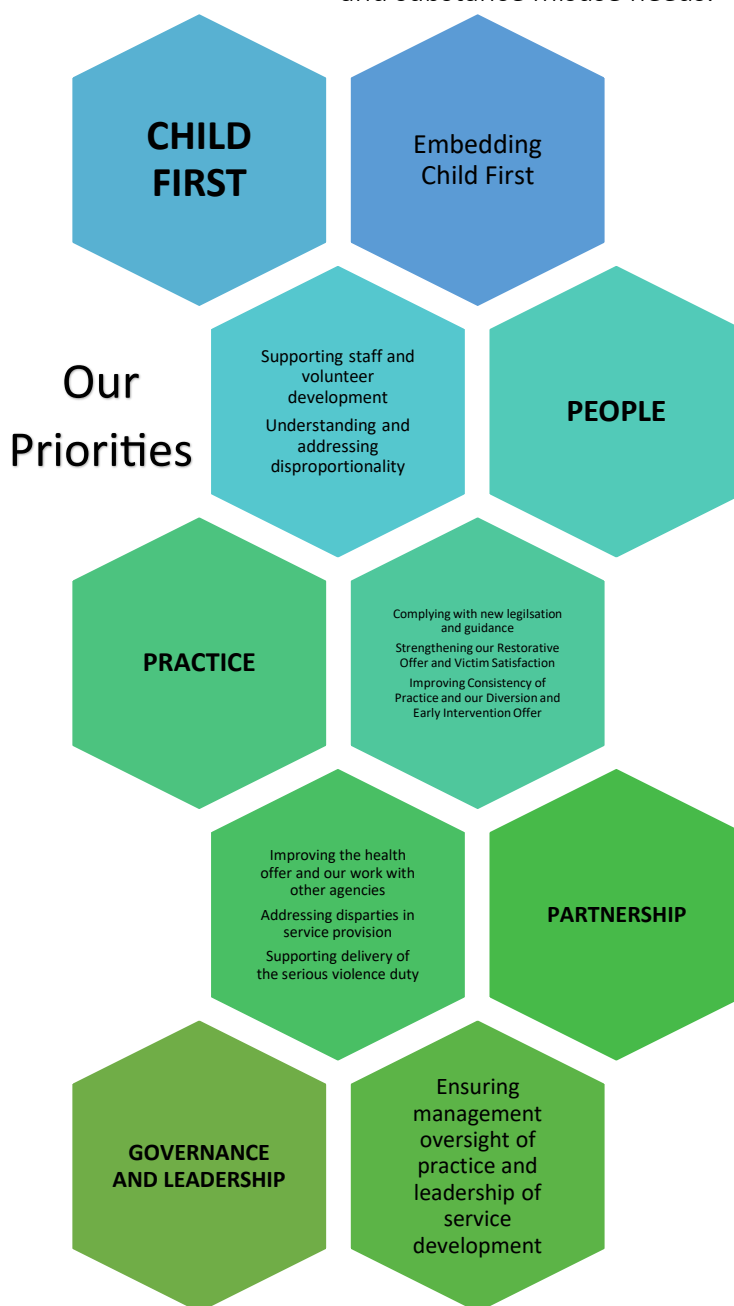 and substance misuse needs.
CHILD
FIRST
Embedding
Child First
Our
Priorities
Supporting staff and
volunteer
development
Understanding and
addressing
disproportionality
PEOPLE
PRACTICE
Complying with new legilsation
and guidance
Strengthening our Restorative
Offer and Victim Satisfaction
Improving Consistency of
Practice and our Diversion and
Early Intervention Offer
Improving the health
offer and our work with
other agencies
Addressing disparties in
service provision
Supporting delivery of
the serious violence duty
PARTNERSHIP
GOVERNANCE
AND LEADERSHIP
Ensuring
management
oversight of
practice and
leadership of
service
development